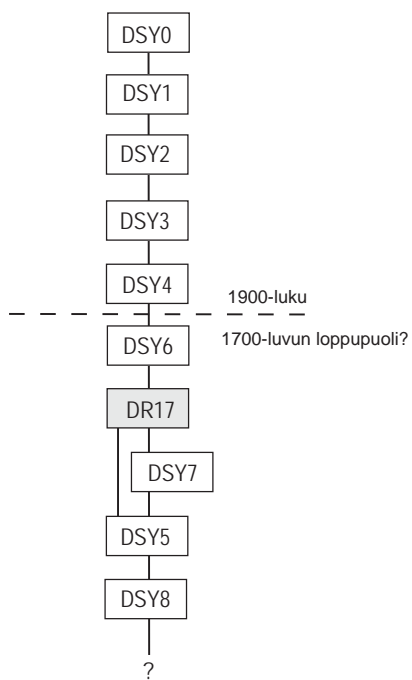 DSY0
DSY1
DSY2
DSY3
DSY4
1900-luku
1700-luvun loppupuoli?
DSY6
DR17
DSY7
DSY5
DSY8
?